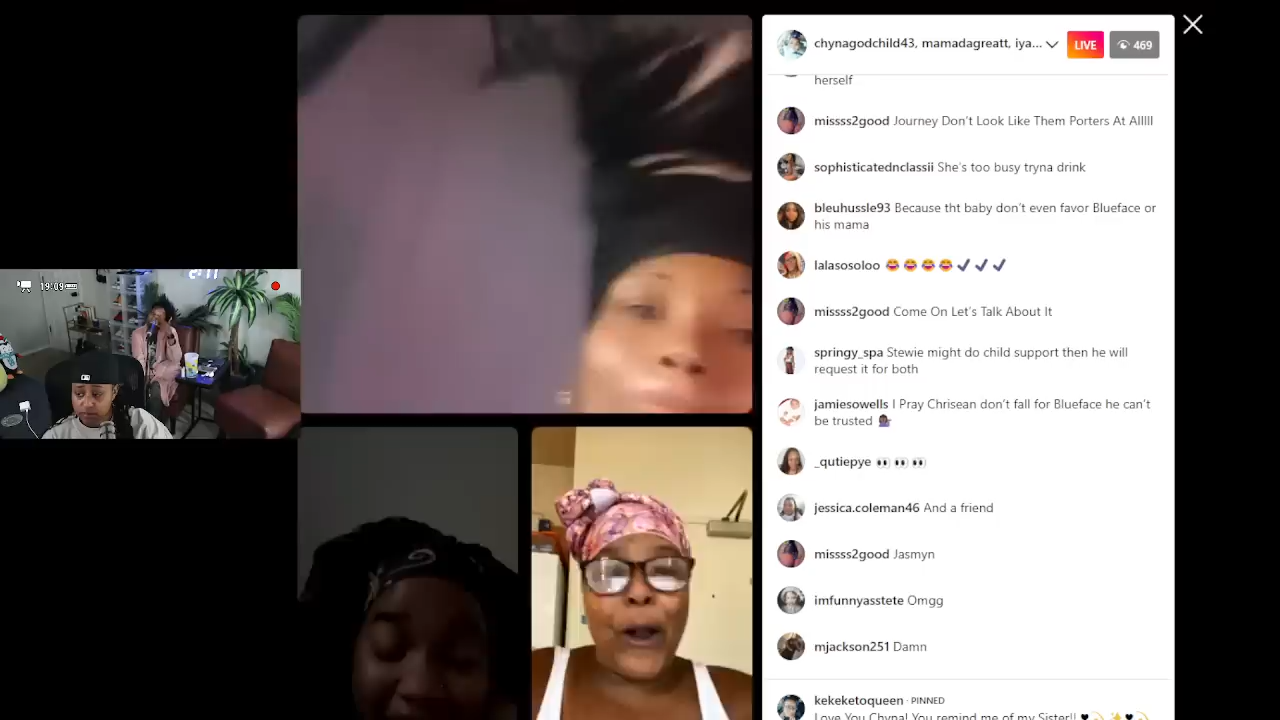 chynagodchild43, mamadagreatt, iya...
LIVE
469
herself
missss2good Journey Don't Look Like Them Porters At Alllll
sophisticatednclassii She's too busy tryna drink
bleuhussle93 Because tht baby don't even favor Blueface or
his mama
lalasosoloo 😂😂😂😂✔️✔️✔️
missss2good Come On Let's Talk About It
springy_spa Stewie might do child support then he will
request it for both
jamiesowells I Pray Chrisean don't fall for Blueface he can't
be trusted 💁🏿‍♀️
_qutiepye 👀👀👀
jessica.coleman46 And a friend
missss2good Jasmyn
imfunnyasstete Omgg
mjackson251 Damn
kekeketoqueen · PINNED
Love You Chyna! You remind me of my Sister!!
19:09